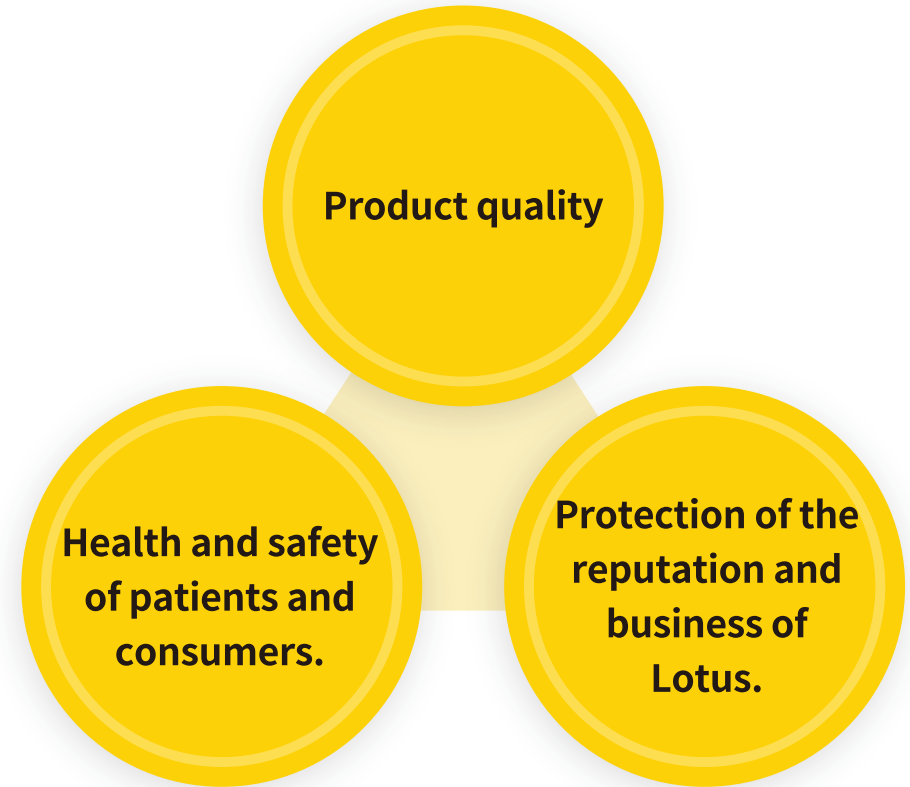 Product quality
Health and safety
of patients and
consumers.
Protection of the
reputation and
business of
Lotus.